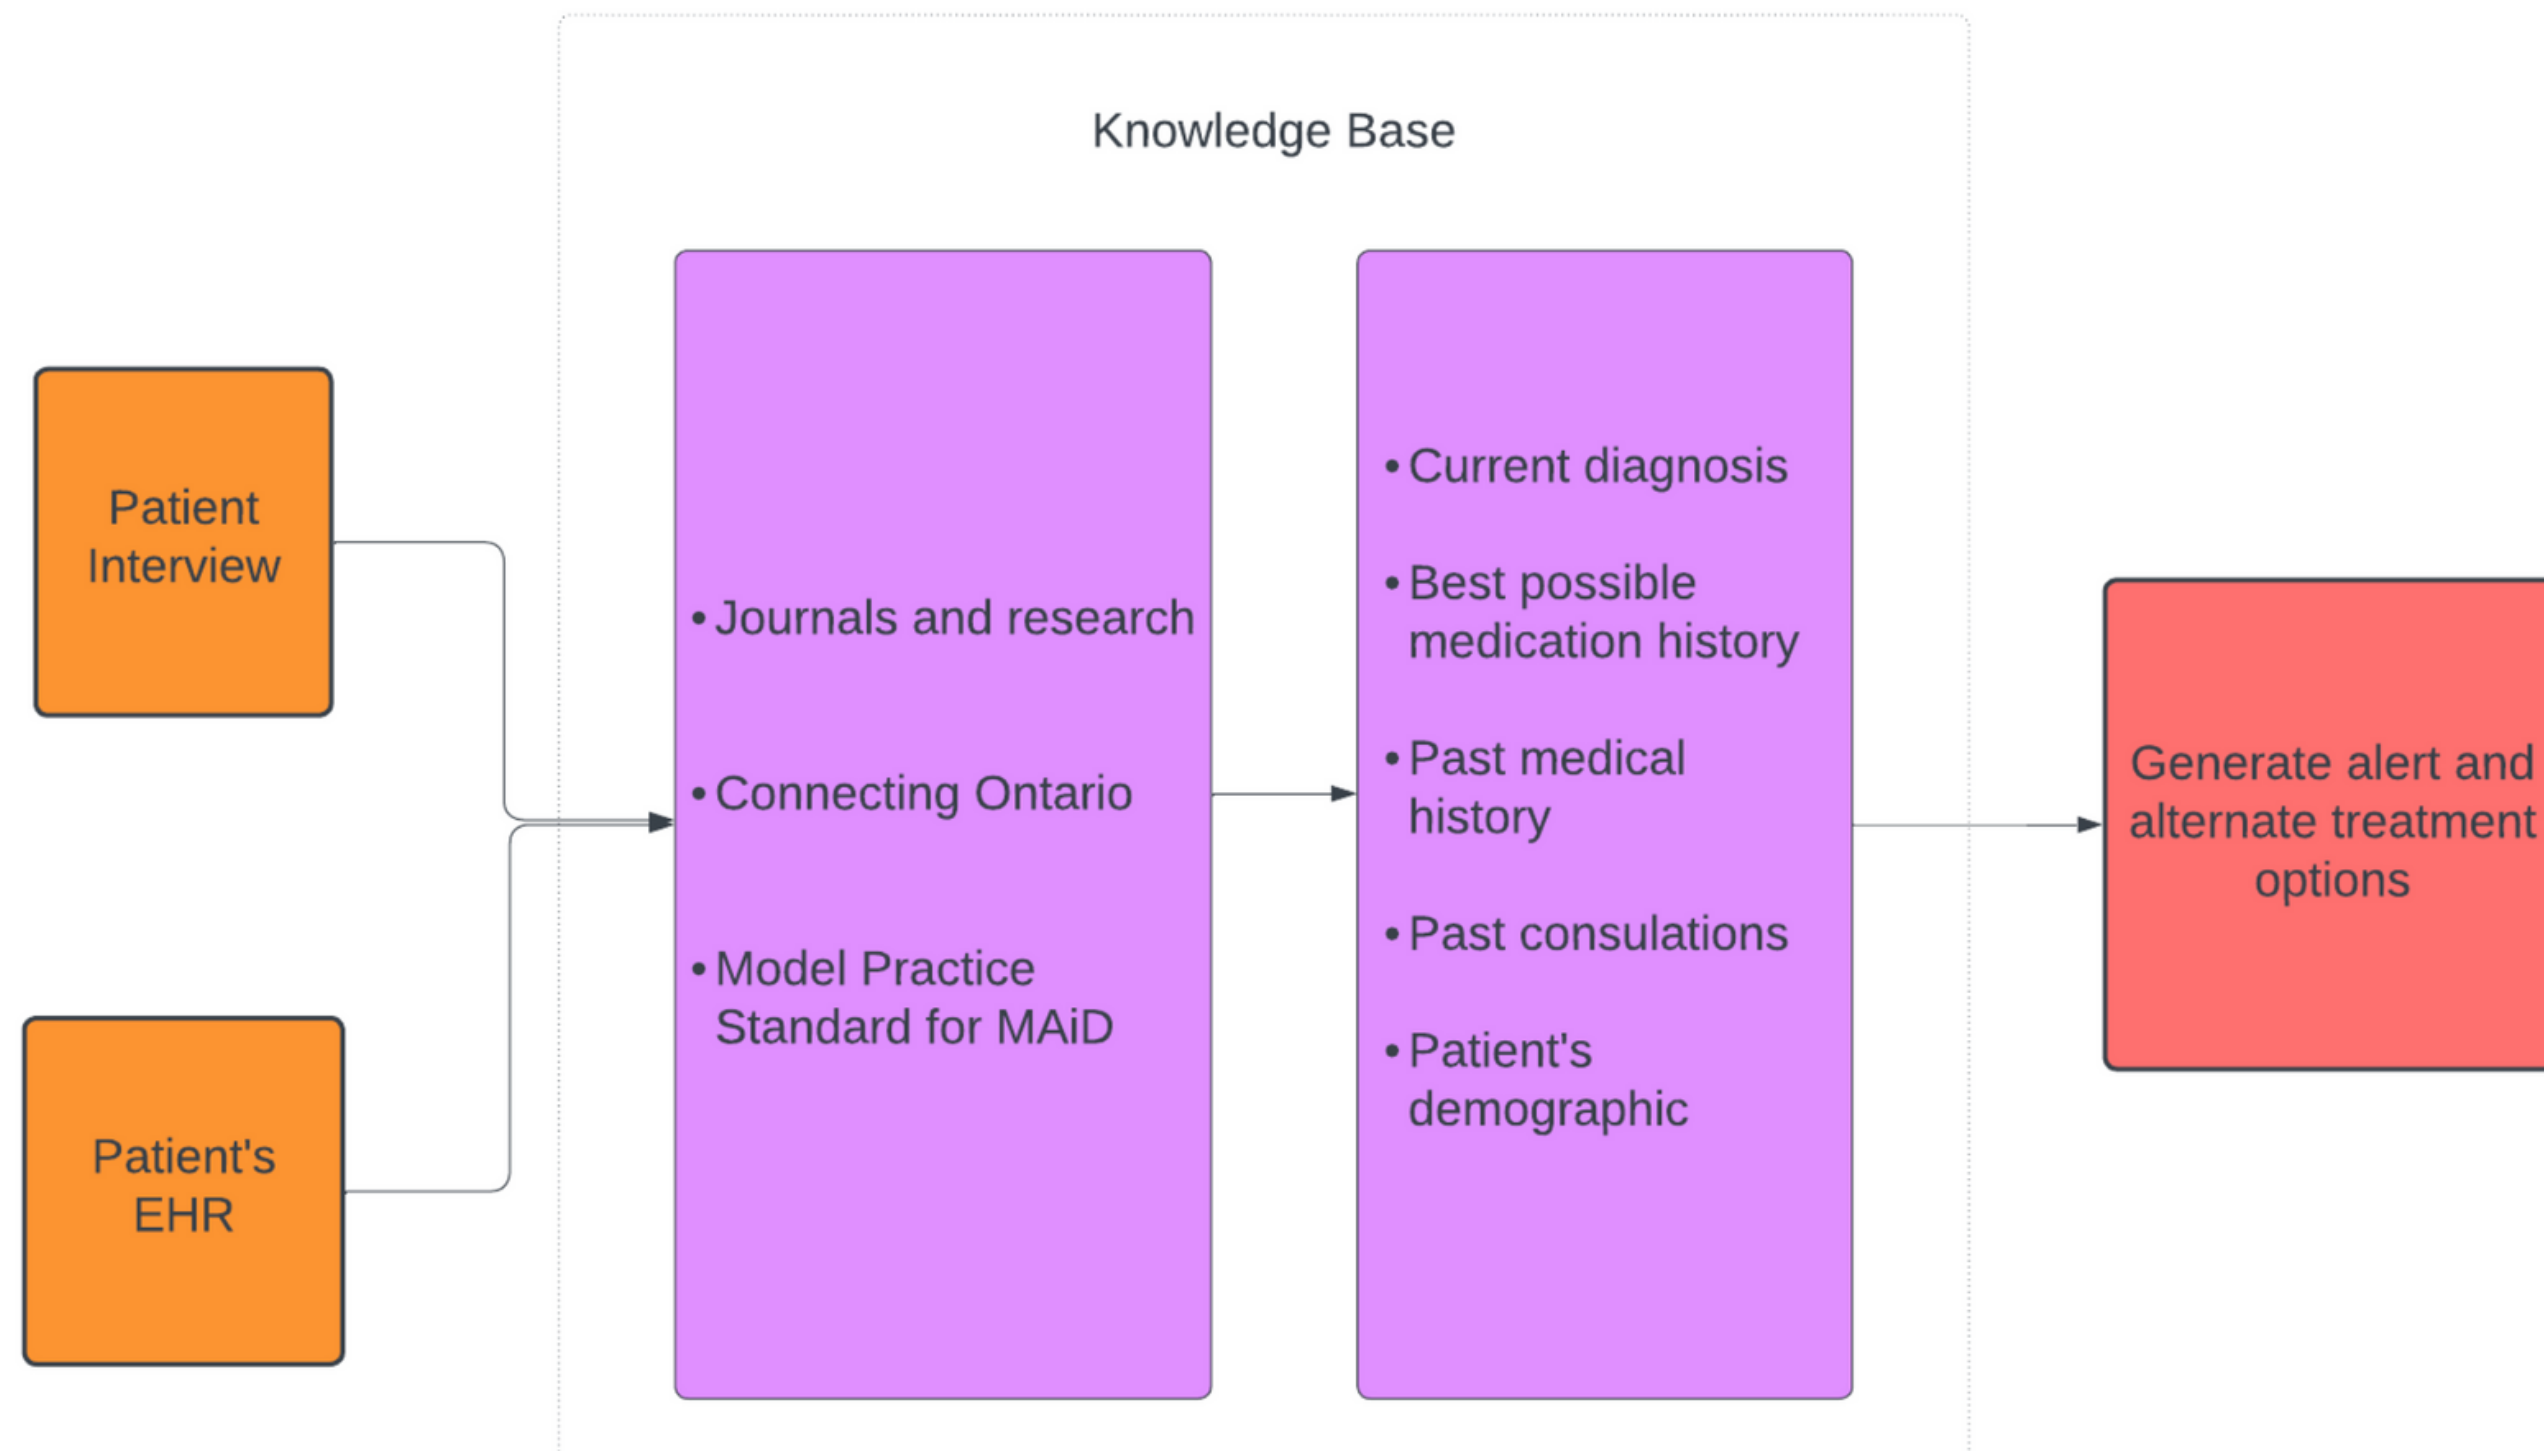 Knowledge Base
Patient
Interview
Patient's
EHR
• Journals and research
• Connecting Ontario
• Model Practice
Standard for MAiD
• Current diagnosis
• Best possible
medication history
• Past medical
history
• Past consulations
• Patient's
demographic
Generate alert and
alternate treatment
options